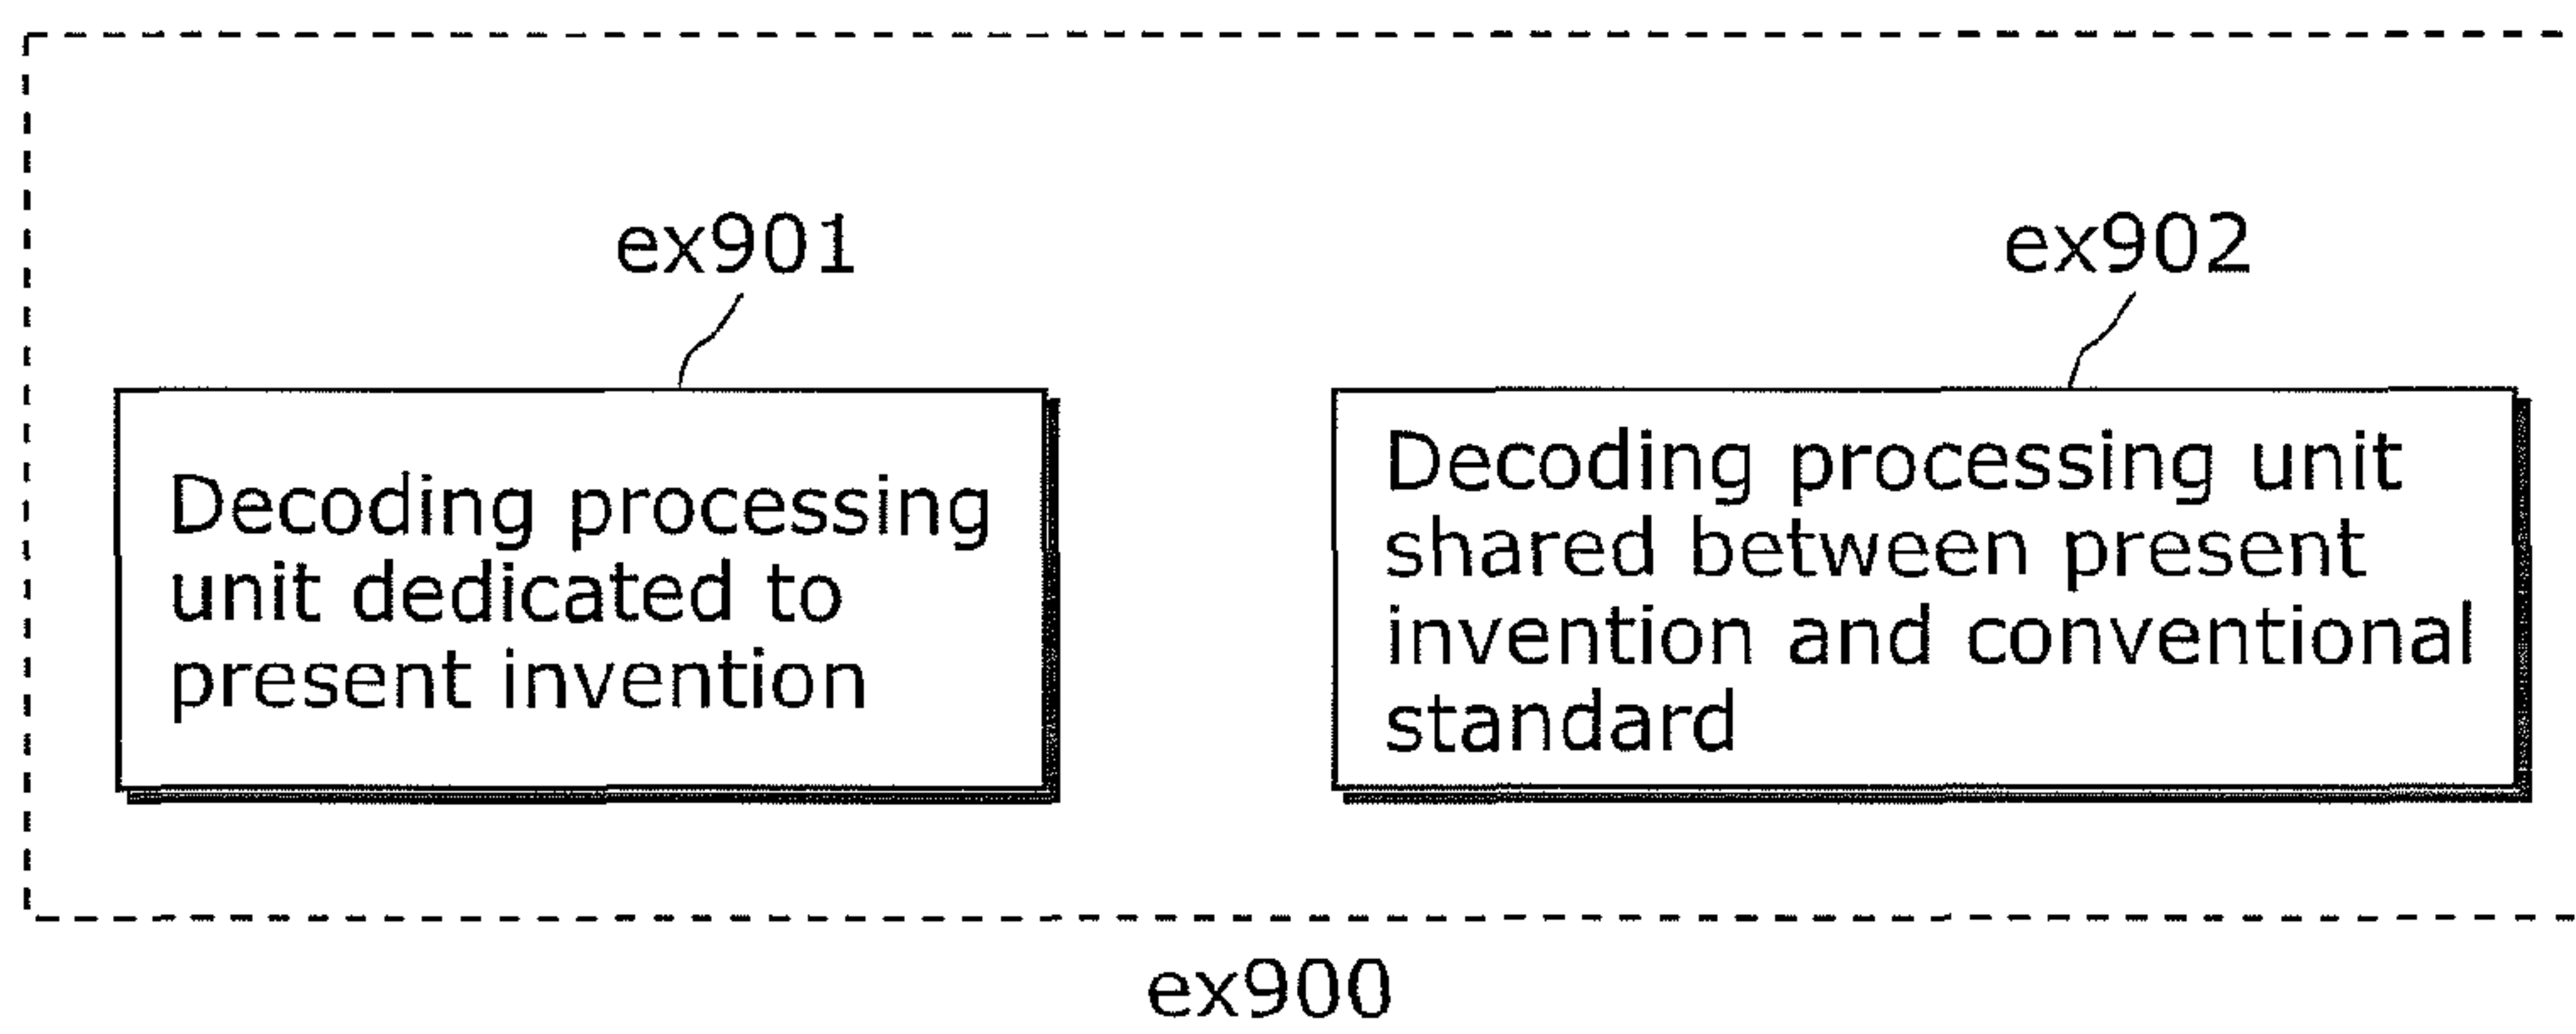 ex901
Decoding processing
unit dedicated to
present invention
ex902
Decoding processing unit
shared between present
invention and conventional
standard
ex900